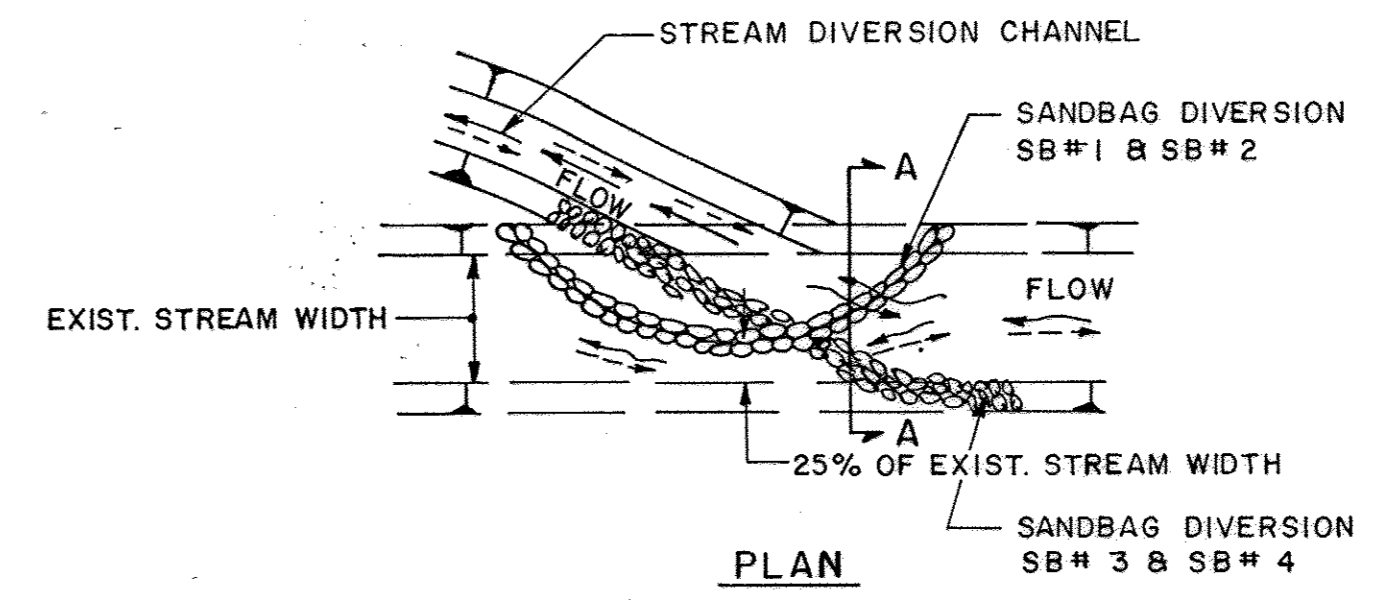 STREAM DIVERSION CHANNEL
SANDBAG DIVERSION
SB# 1 & SB# 2
A
FLOW
FLOW
EXIST. STREAM WIDTH
A
25% OF EXIST. STREAM WIDTH
SANDBAG DIVERSION
SB# 3 & SB# 4
PLAN